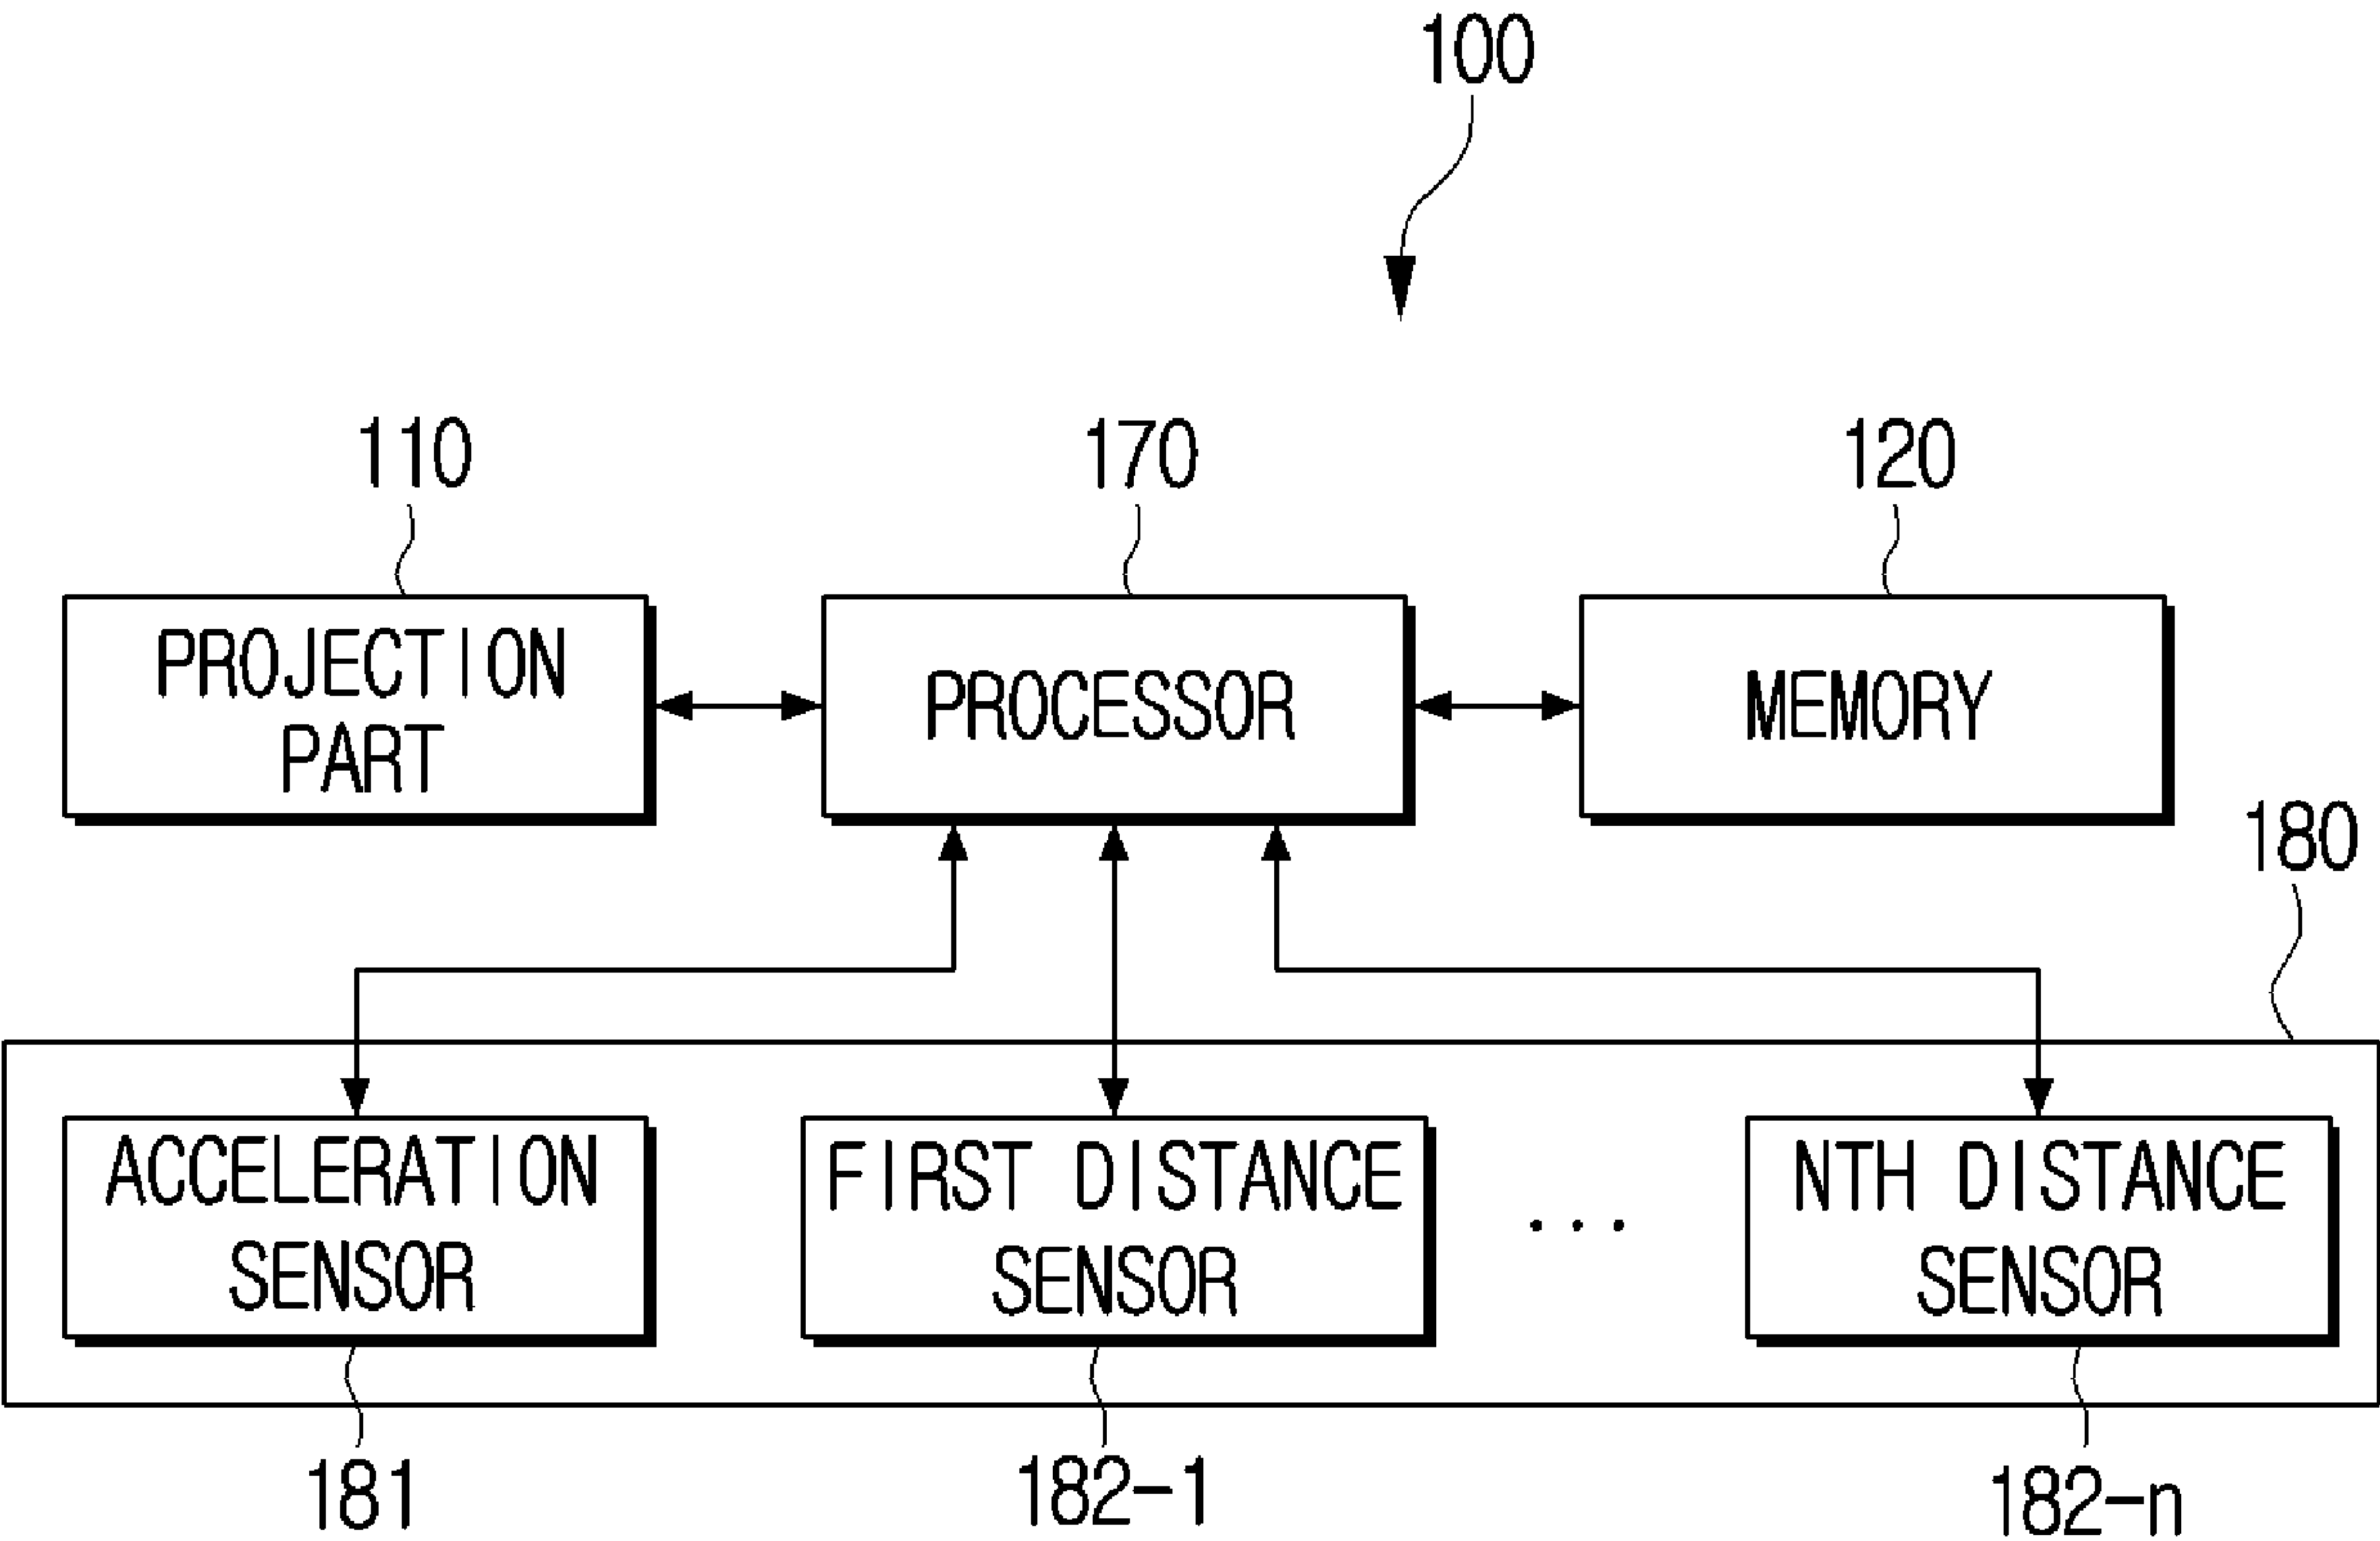 100
110
170
120
PROJECTION
PART
PROCESSOR
MEMORY
180
ACCELERATION
SENSOR
FIRST DISTANCE
SENSOR
...
NTH DISTANCE
SENSOR
181
182-1
182-n